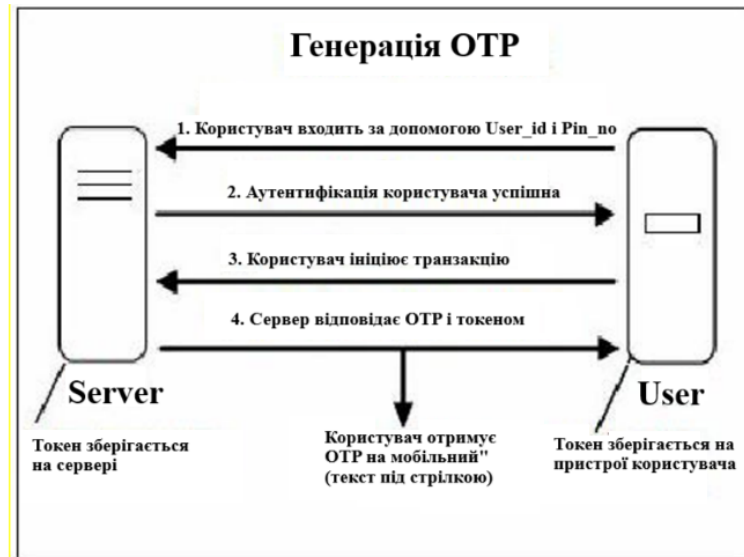 Генерація OTP
1. Користувач входить за допомогою User_id і Pin_no
2. Аутентифікація користувача успішна
3. Користувач ініціює транзакцію
4. Сервер відповідає OTP і токеном
Server
User
Токен зберігається
на сервері
Користувач отримує
OTP на мобільний"
(текст під стрілкою)
Токен зберігається на
пристрої користувача